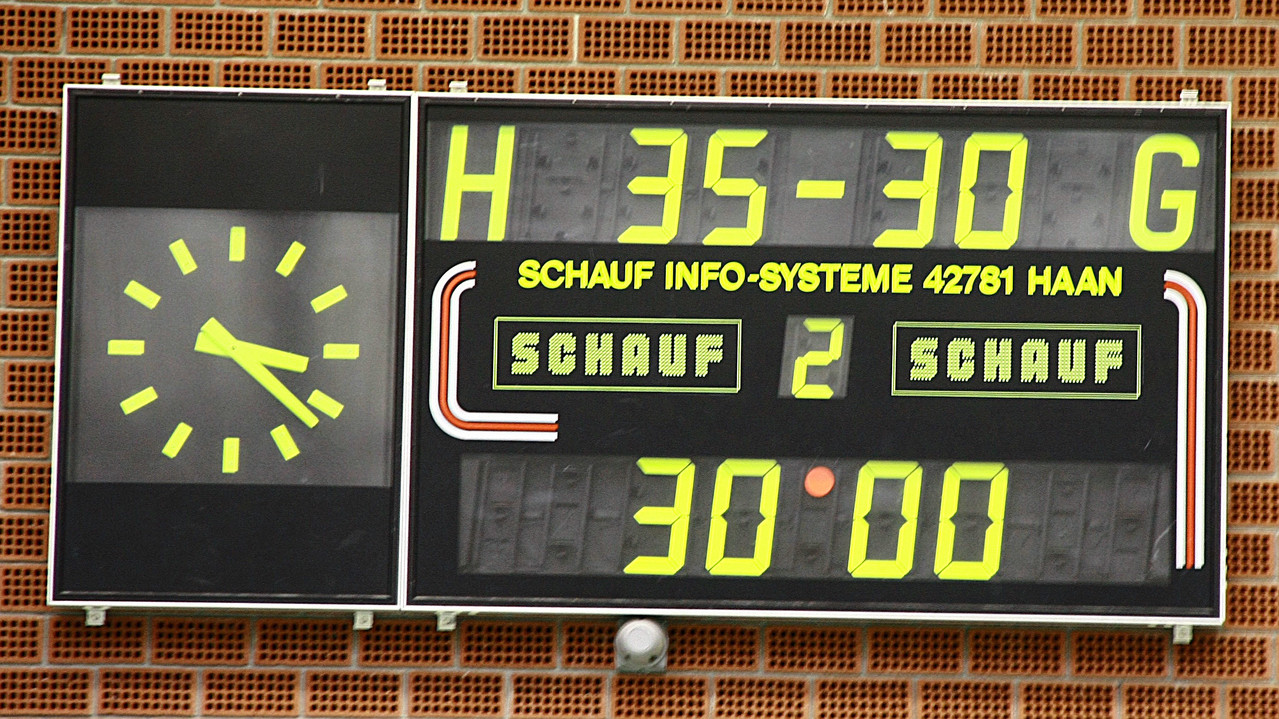 H 35-30 G
SCHAUF INFO-SYSTEME 42781 HAAN
SCHAUF 2 SCHAUF
30 00